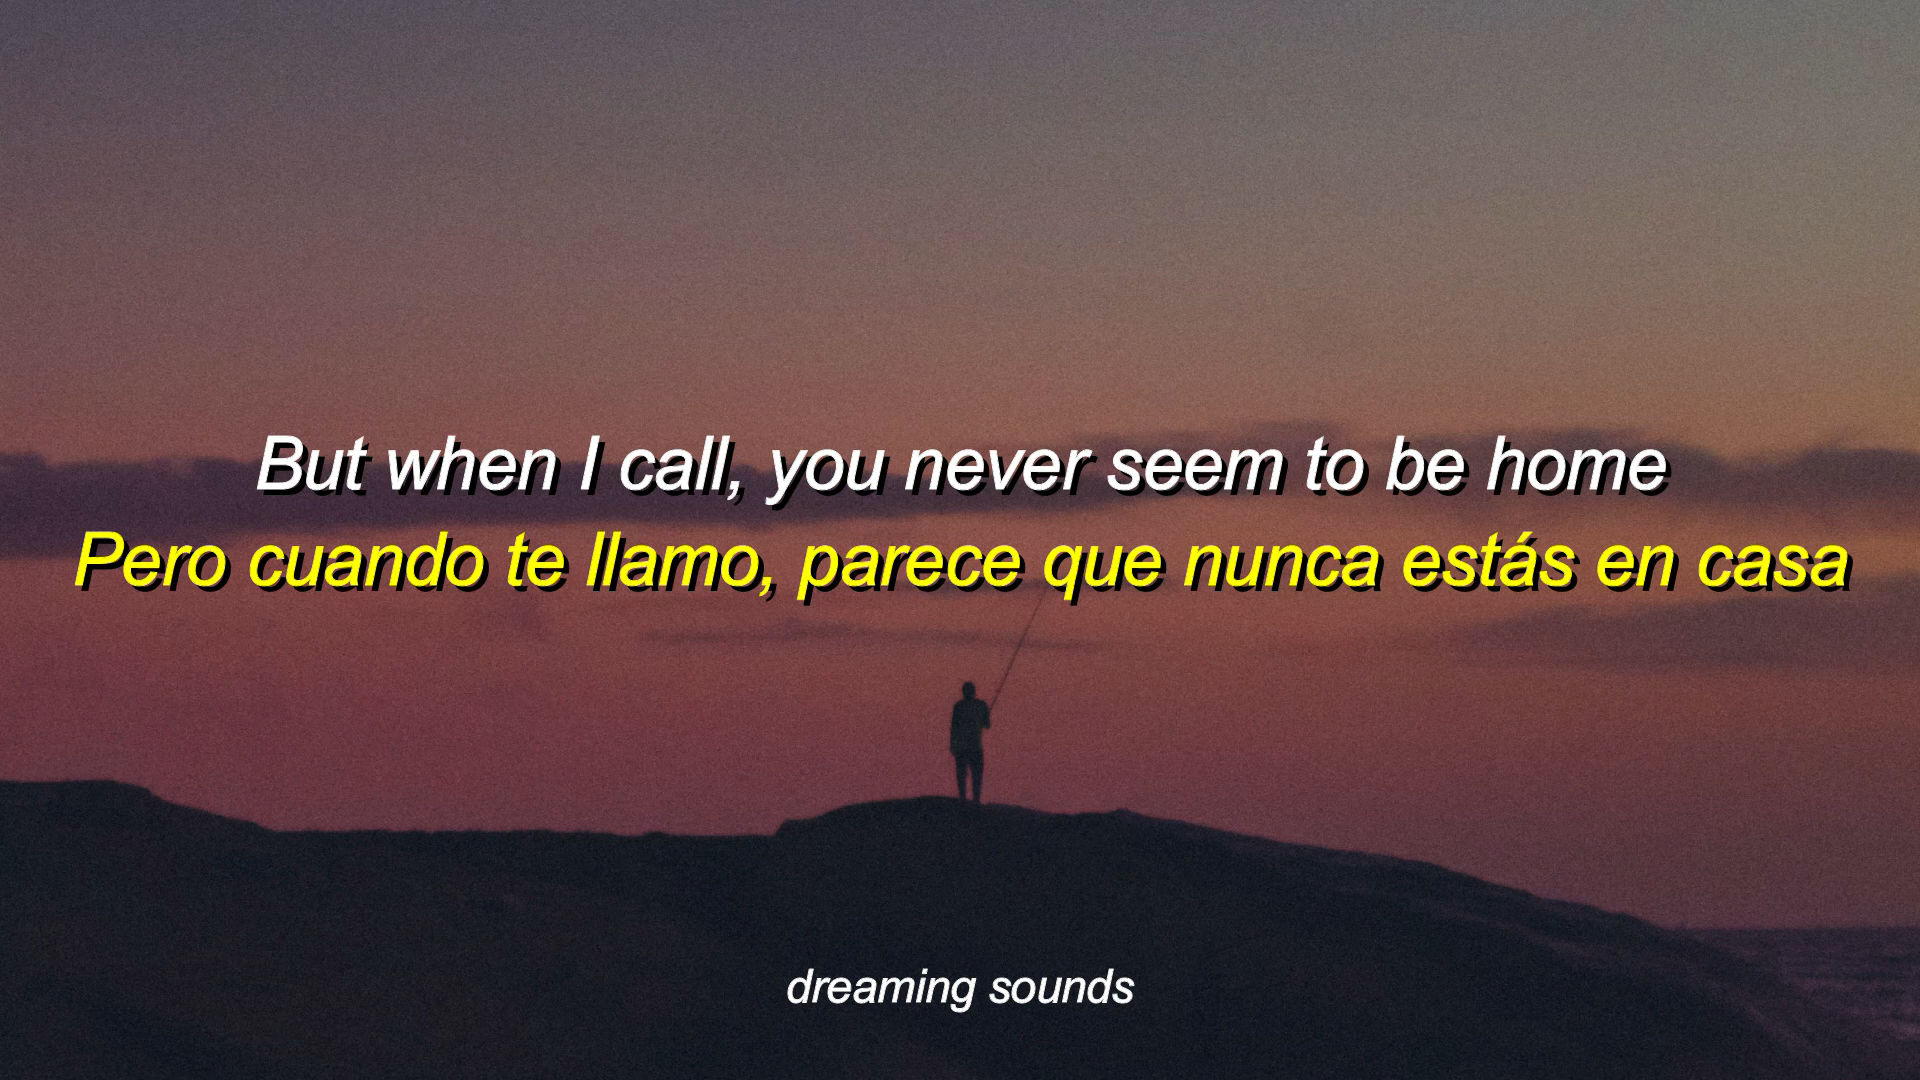 But when I call, you never seem to be home
Pero cuando te llamo, parece que nunca estás en casa
dreaming sounds